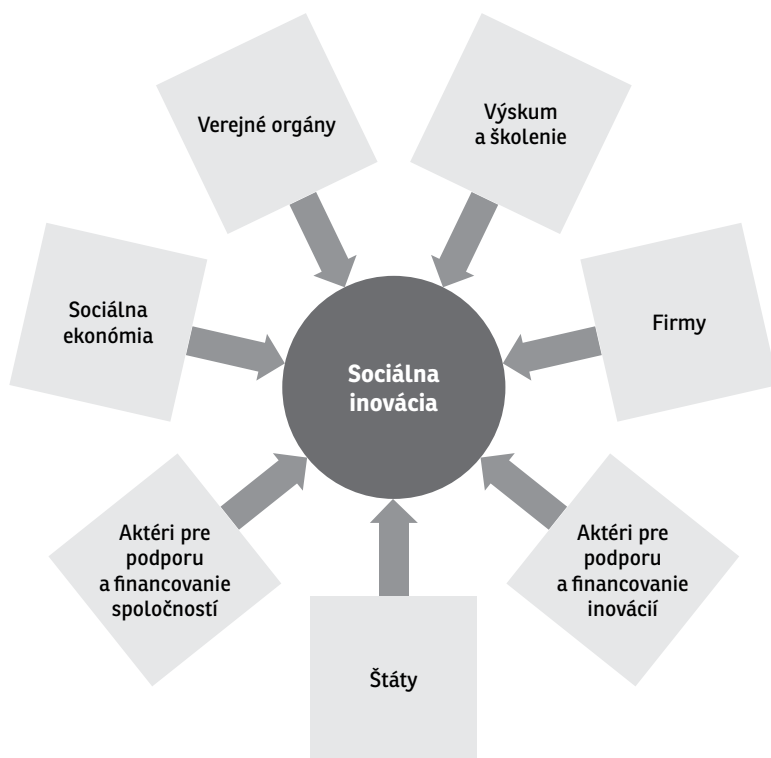 Verejné orgány
Výskum
a školenie
Sociálna
ekonómia
Firmy
Sociálna
inovácia
Aktéri pre
podporu
a financovanie
spoločností
Aktéri pre
podporu
a financovanie
inovácií
Štáty